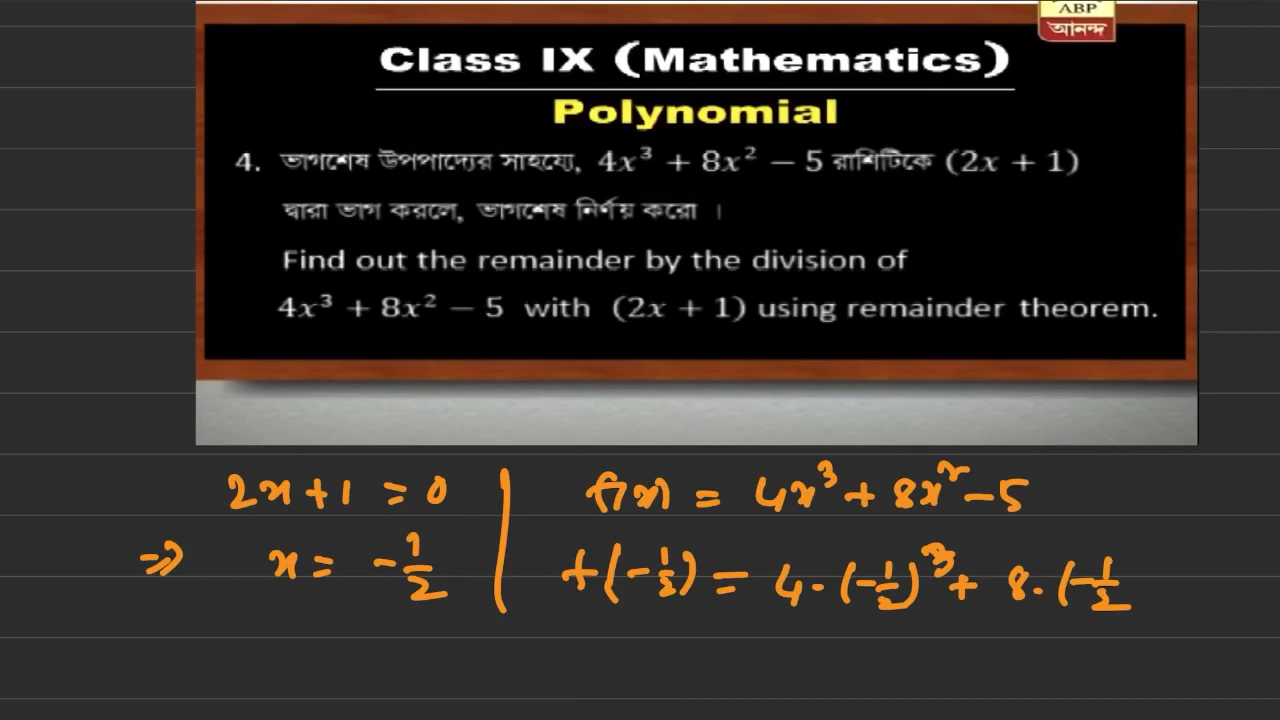 ABP
আনন্দ
Class IX (Mathematics)
Polynomial
4. ভাগশেষ উপপাদ্যের সাহয্যে, 4x³ + 8x² − 5 রাশিটিকে (2x + 1)
দ্বারা ভাগ করলে, ভাগশেষ নির্ণয় করো ।
Find out the remainder by the division of
4x³ + 8x² − 5 with (2x + 1) using remainder theorem.
2x + 1 = 0
⇒ x = -1/2
f(x) = 4x³ + 8x² - 5
f(-1/2) = 4·(-1/2)³ + 8·(-1/2